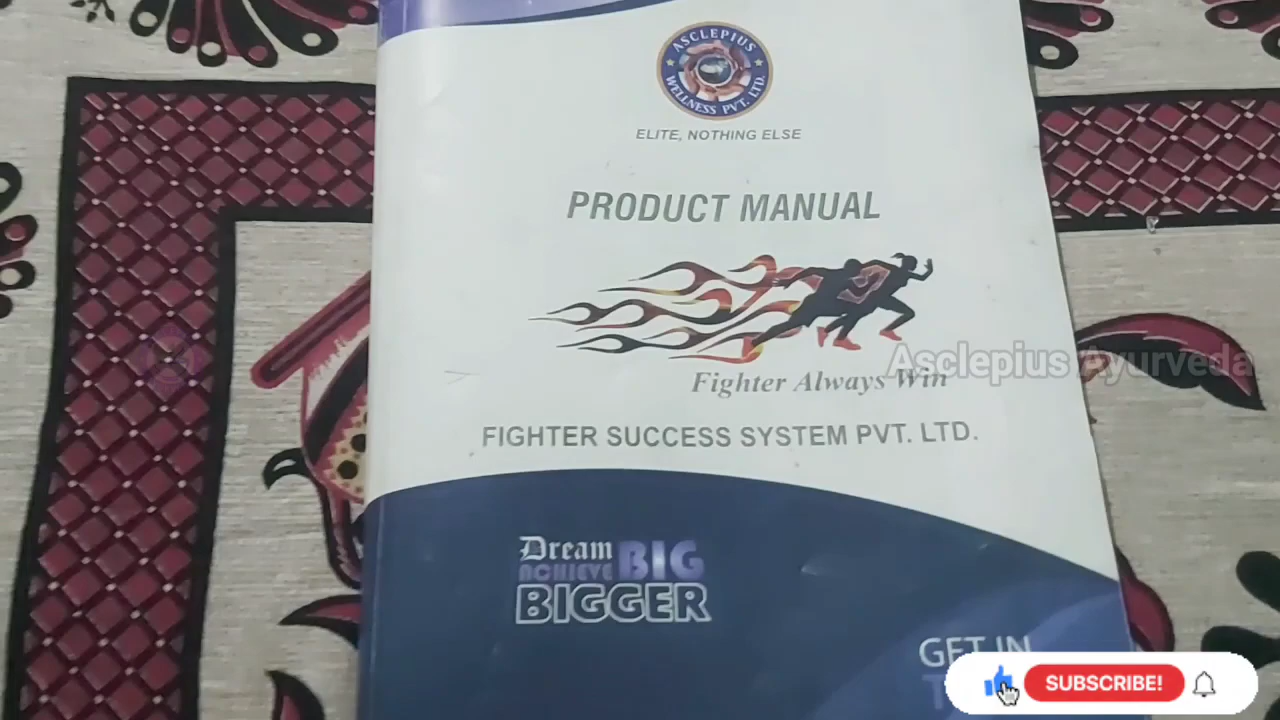 ASCLEPIUS
WELLNESS PVT. LTD.
ELITE, NOTHING ELSE
PRODUCT MANUAL
Fighter Always Win
Asclepius Ayurveda
FIGHTER SUCCESS SYSTEM PVT. LTD.
Dream BIG
ACHIEVE
BIGGER
GET IN
SUBSCRIBE!